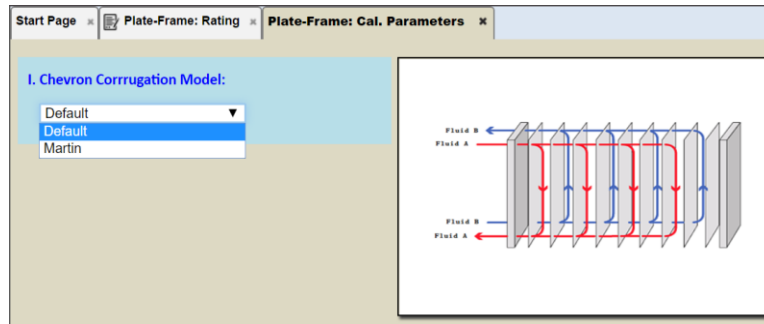 Start Page × Plate-Frame: Rating × Plate-Frame: Cal. Parameters ×
I. Chevron Corrrugation Model:
Default ▼
Default
Martin
Fluid B
Fluid A
Fluid B
Fluid A